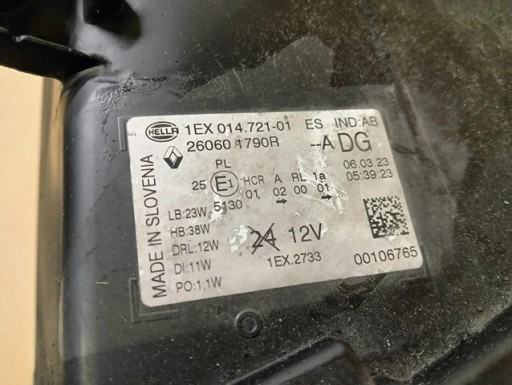 HELLA 1EX 014.721-01 ES IND:AB
26060 1790R --A DG
PL 06.03.23
25 E1 HCR A RL 1a 05:39:23
01 02 00 01
5130
LB:23W
HB:38W
24 12V
DRL:12W
DI:11W 1EX.2733 00106765
PO:1,1W
MADE IN SLOVENIA